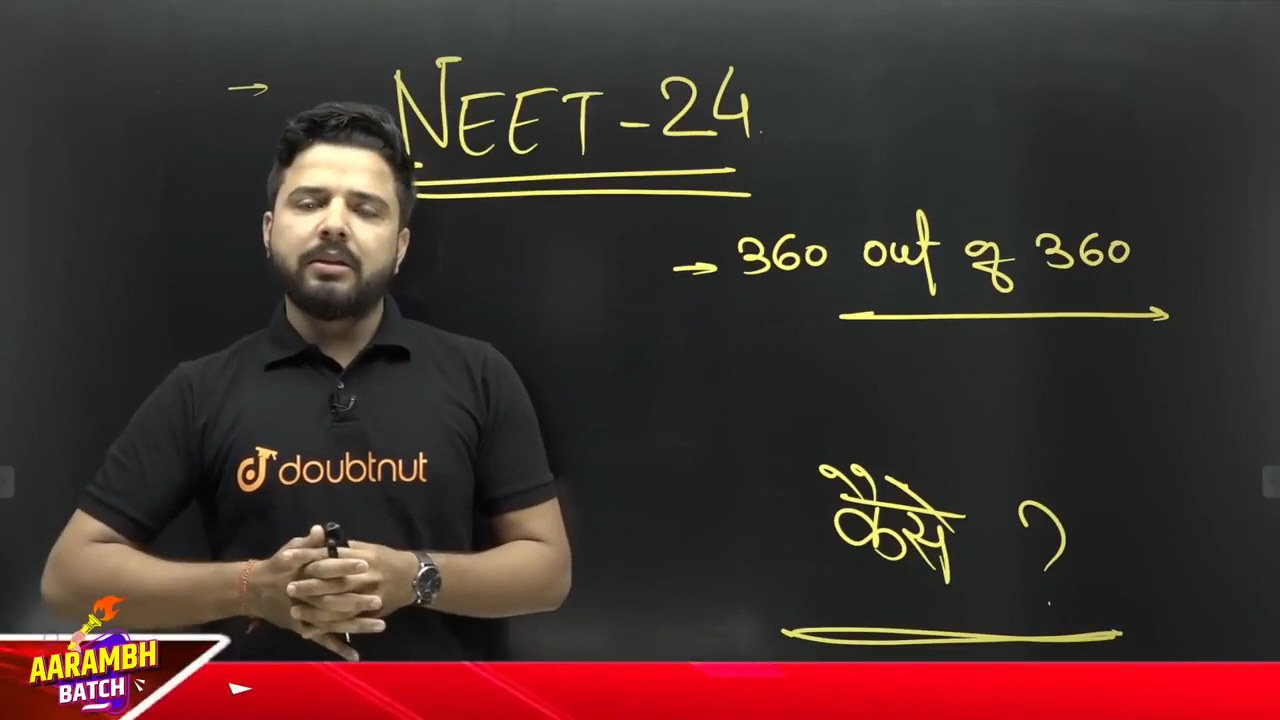 → NEET-24
→ 360 out of 360
कैसे ?
doubtnut
AARAMBH
BATCH